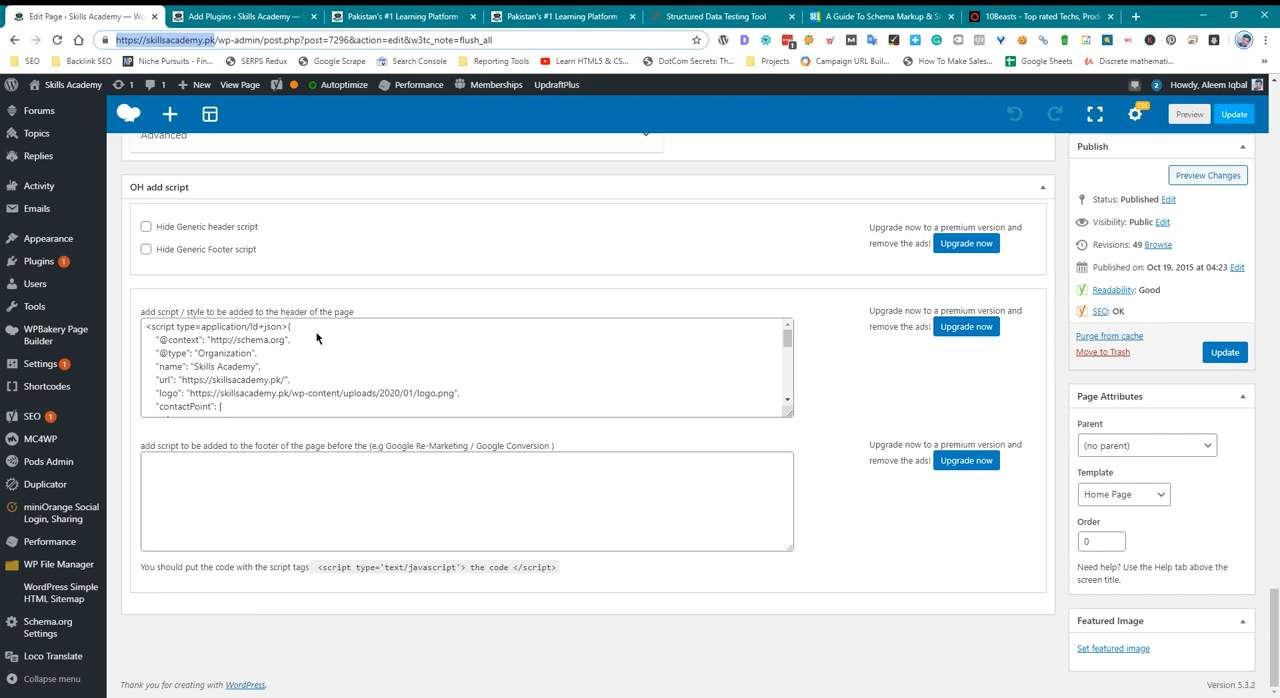 Edit Page ‹ Skills Academy — Wo
Add Plugins ‹ Skills Academy —
Pakistan's #1 Learning Platform
Pakistan's #1 Learning Platform
Structured Data Testing Tool
A Guide To Schema Markup & St
10Beasts - Top rated Techs, Produ
https://skillsacademy.pk/wp-admin/post.php?post=7296&action=edit&w3tc_note=flush_all
SEO
Backlink SEO
Niche Pursuits - Fin...
SERPS Redux
Google Scrape
Search Console
Reporting Tools
Learn HTML5 & CS...
DotCom Secrets: Th...
Projects
Campaign URL Buil...
How To Make Sales...
Google Sheets
Discrete mathemati...
Skills Academy
1
1
New
View Page
Autoptimize
Performance
Memberships
UpdraftPlus
2
Howdy, Aleem Iqbal
Forums
Topics
Replies
Activity
Emails
Appearance
Plugins 1
Users
Tools
WPBakery Page
Builder
Settings 1
Shortcodes
SEO 1
MC4WP
Pods Admin
Duplicator
miniOrange Social
Login, Sharing
Performance
WP File Manager
WordPress Simple
HTML Sitemap
Schema.org
Settings
Loco Translate
Collapse menu
CSS
Preview
Update
Advanced
OH add script
Hide Generic header script
Hide Generic Footer script
Upgrade now to a premium version and
remove the ads! Upgrade now
add script / style to be added to the header of the page
<script type=application/ld+json>{
"@context": "http://schema.org",
"@type": "Organization",
"name": "Skills Academy",
"url": "https://skillsacademy.pk/",
"logo": "https://skillsacademy.pk/wp-content/uploads/2020/01/logo.png",
"contactPoint": [
Upgrade now to a premium version and
remove the ads! Upgrade now
add script to be added to the footer of the page before the (e.g Google Re-Marketing / Google Conversion )
Upgrade now to a premium version and
remove the ads! Upgrade now
You should put the code with the script tags <script type='text/javascript'> the code </script>
Thank you for creating with WordPress.
Publish
Preview Changes
Status: Published Edit
Visibility: Public Edit
Revisions: 49 Browse
Published on: Oct 19, 2015 at 04:23 Edit
Readability: Good
SEO: OK
Purge from cache
Move to Trash
Update
Page Attributes
Parent
(no parent)
Template
Home Page
Order
0
Need help? Use the Help tab above the
screen title.
Featured Image
Set featured image
Version 5.3.2